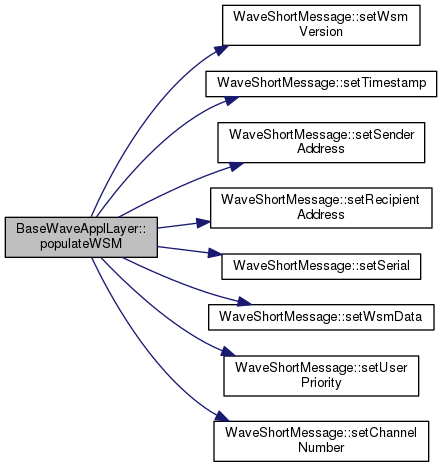 WaveShortMessage::setWsm
Version
WaveShortMessage::setTimestamp
WaveShortMessage::setSender
Address
WaveShortMessage::setRecipient
Address
BaseWaveApplLayer::
populateWSM
WaveShortMessage::setSerial
WaveShortMessage::setWsmData
WaveShortMessage::setUser
Priority
WaveShortMessage::setChannel
Number